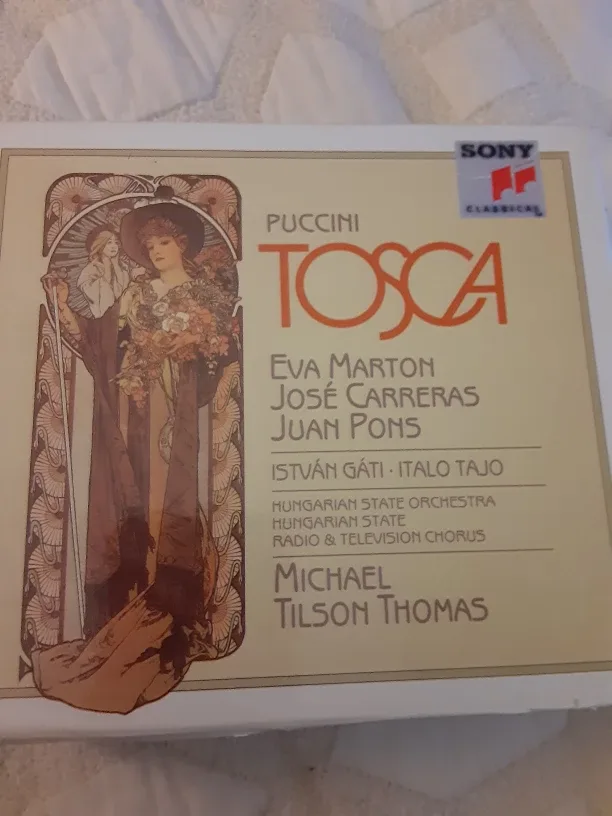 SONY
CLASSICAL
PUCCINI
TOSCA
EVA MARTON
JOSÉ CARRERAS
JUAN PONS
ISTVÁN GÁTI · ITALO TAJO
HUNGARIAN STATE ORCHESTRA
HUNGARIAN STATE
RADIO & TELEVISION CHORUS
MICHAEL
TILSON THOMAS